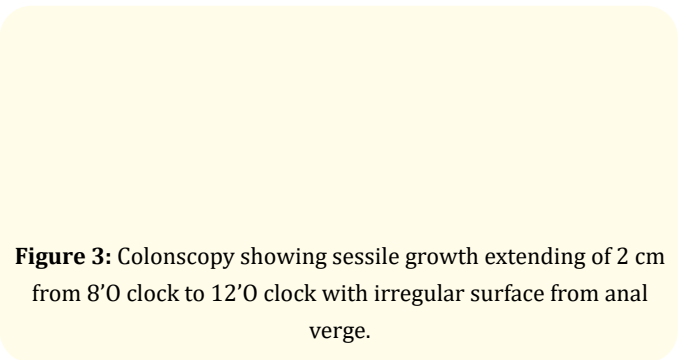 Figure 3: Colonscopy showing sessile growth extending of 2 cm
from 8’O clock to 12’O clock with irregular surface from anal
verge.